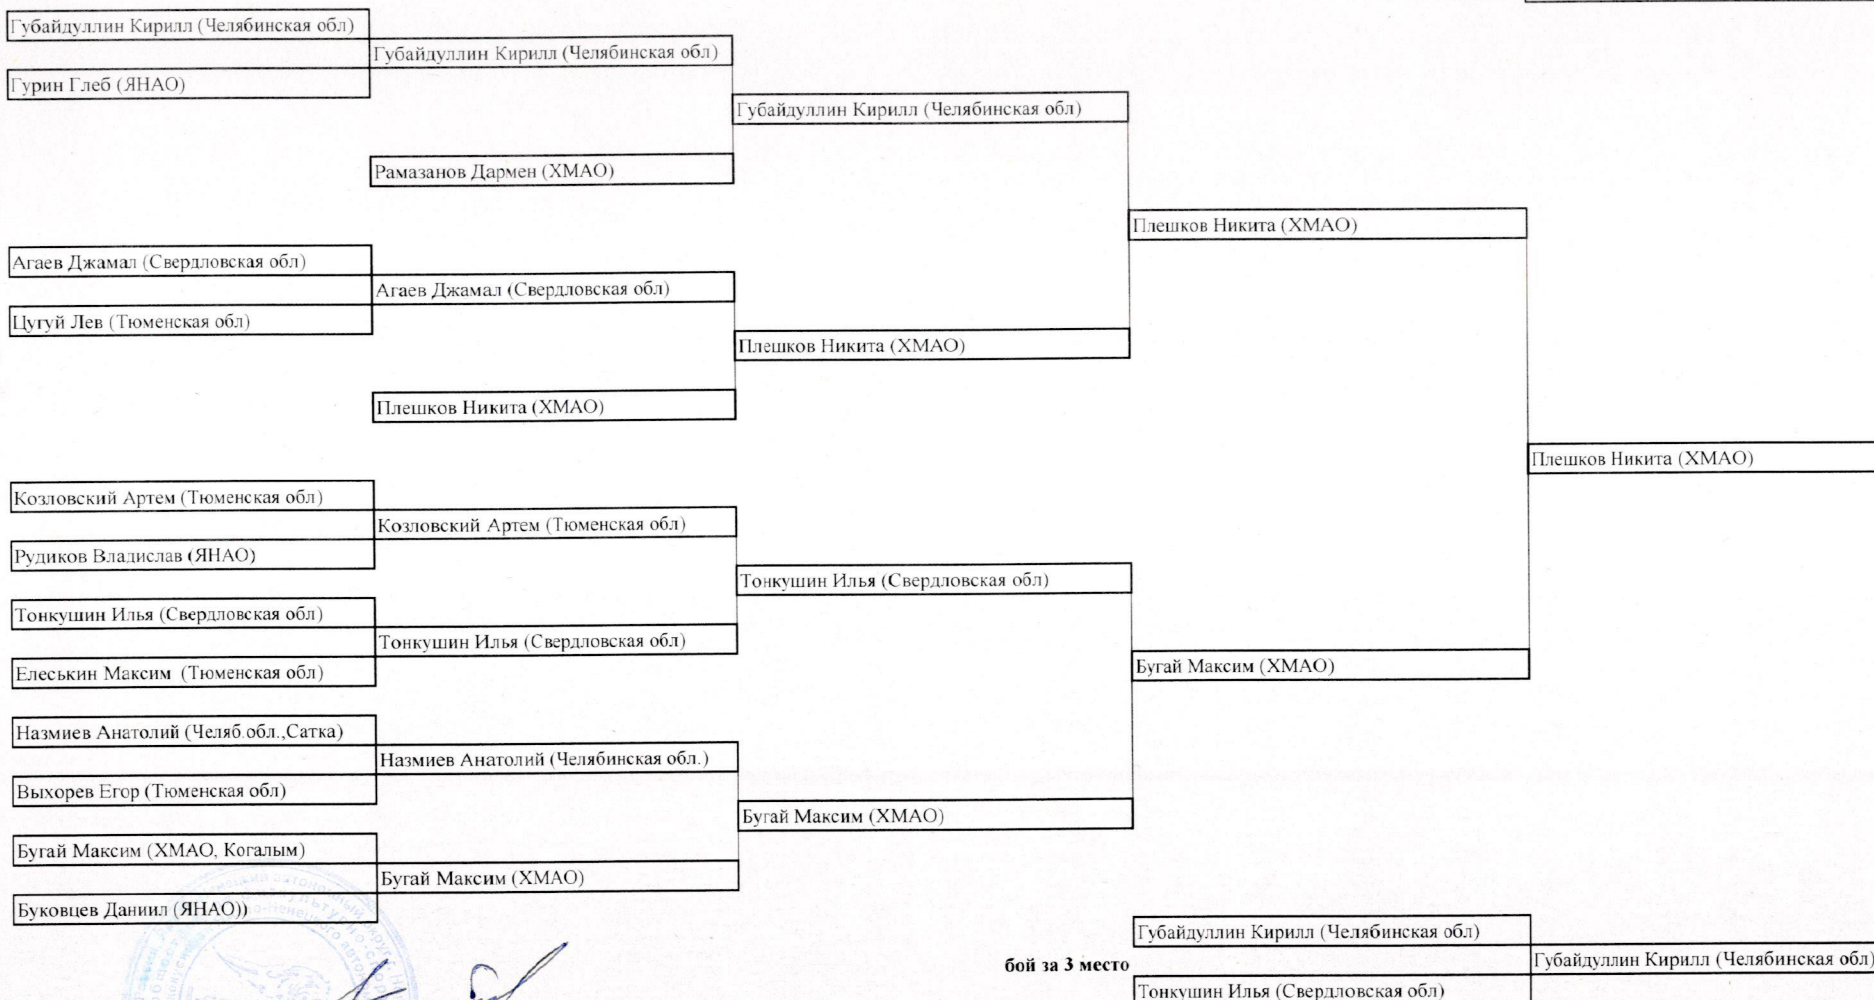 Губайдуллин Кирилл (Челябинская обл)
Губайдуллин Кирилл (Челябинская обл)
Гурин Глеб (ЯНАО)
Губайдуллин Кирилл (Челябинская обл)
Рамазанов Дармен (ХМАО)
Плешков Никита (ХМАО)
Агаев Джамал (Свердловская обл)
Агаев Джамал (Свердловская обл)
Цугуй Лев (Тюменская обл)
Плешков Никита (ХМАО)
Плешков Никита (ХМАО)
Плешков Никита (ХМАО)
Козловский Артем (Тюменская обл)
Козловский Артем (Тюменская обл)
Рудиков Владислав (ЯНАО)
Тонкушин Илья (Свердловская обл)
Тонкушин Илья (Свердловская обл)
Тонкушин Илья (Свердловская обл)
Елеськин Максим (Тюменская обл)
Бугай Максим (ХМАО)
Назмиев Анатолий (Челяб.обл.,Сатка)
Назмиев Анатолий (Челябинская обл.)
Выхорев Егор (Тюменская обл)
Бугай Максим (ХМАО)
Бугай Максим (ХМАО, Когалым)
Бугай Максим (ХМАО)
Буковцев Даниил (ЯНАО))
Губайдуллин Кирилл (Челябинская обл)
бой за 3 место
Губайдуллин Кирилл (Челябинская обл)
Тонкушин Илья (Свердловская обл)